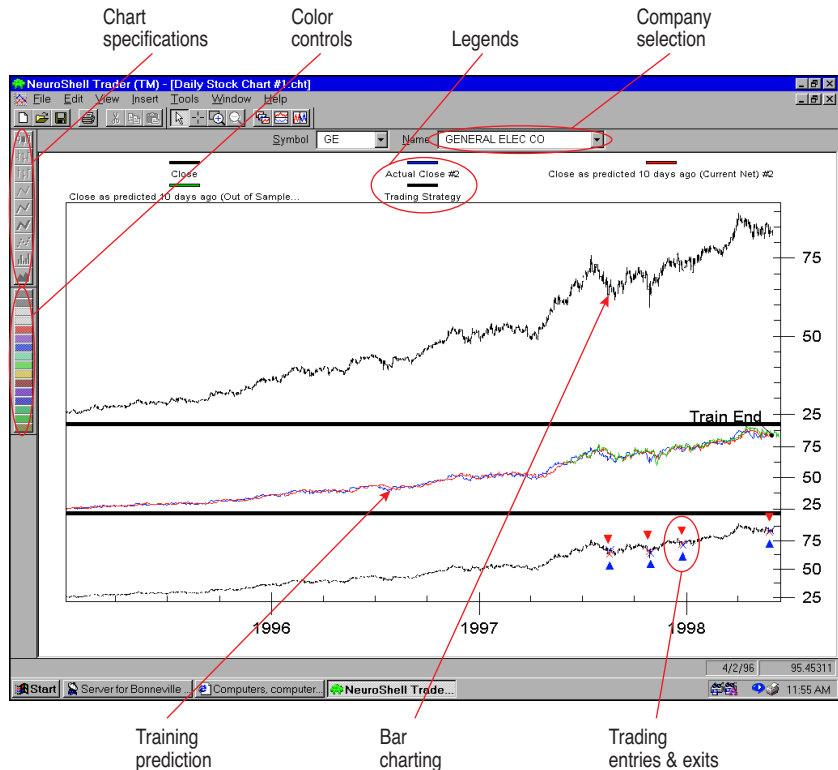 Chart specifications
Color controls
Legends
Company selection
NeuroShell Trader (TM) - [Daily Stock Chart #1.cht]
File Edit View Insert Tools Window Help
Symbol GE Name GENERAL ELEC CO
Close
Actual Close #2
Close as predicted 10 days ago (Current Net) #2
Close as predicted 10 days ago (Out of Sample...
Trading Strategy
75
50
25
Train End
75
50
25
75
50
25
1996 1997 1998
4/2/96 95.45311
Start Server for Bonneville ... Computers, computer... NeuroShell Trade... 11:55 AM
Training prediction
Bar charting
Trading entries & exits